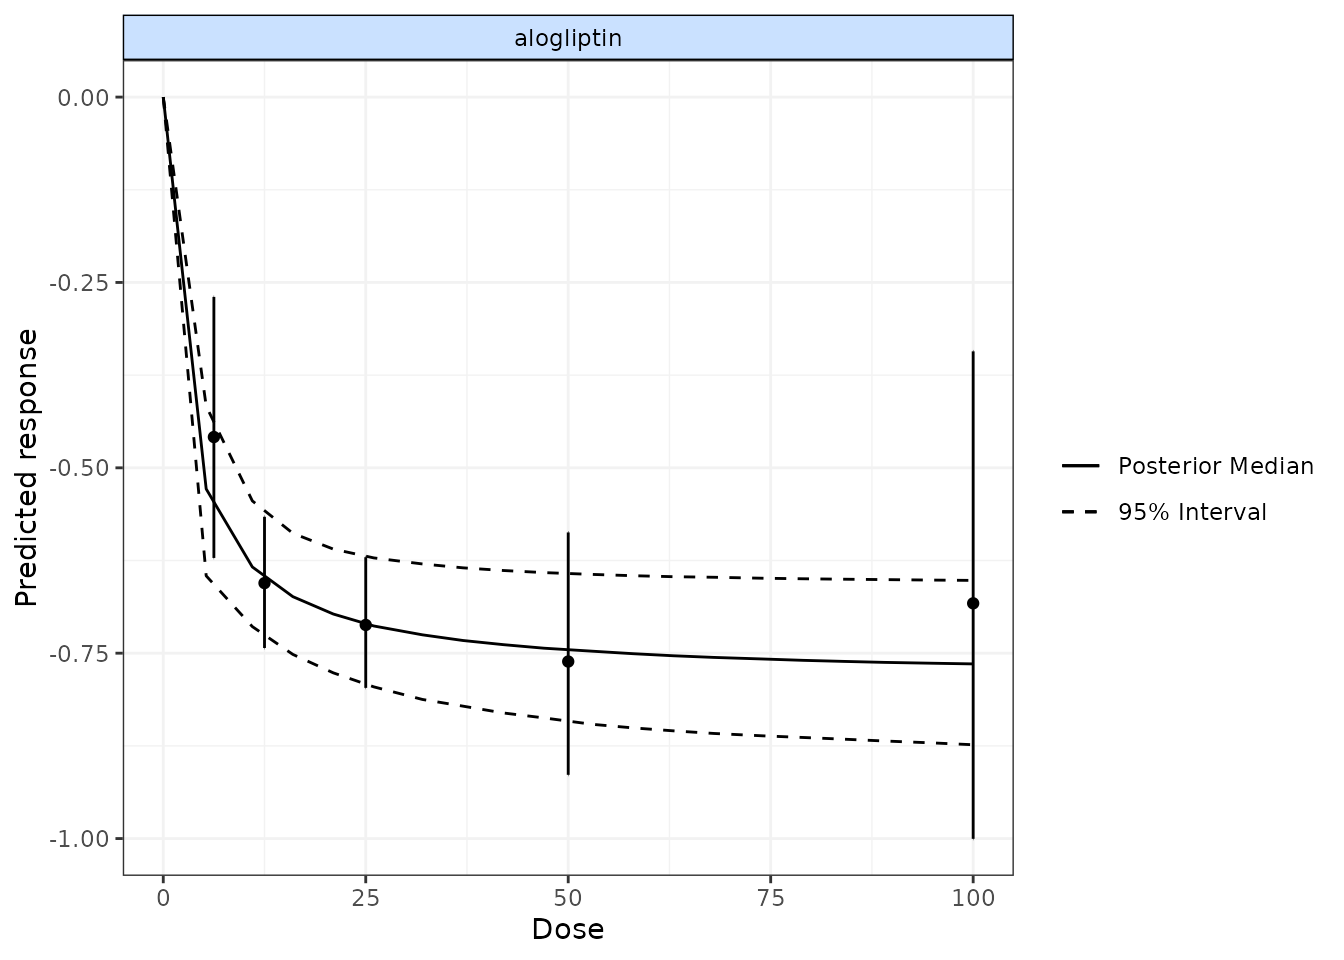 alogliptin
0.00
-0.25
-0.50
-0.75
-1.00
Predicted response
0 25 50 75 100
Dose
Posterior Median
95% Interval